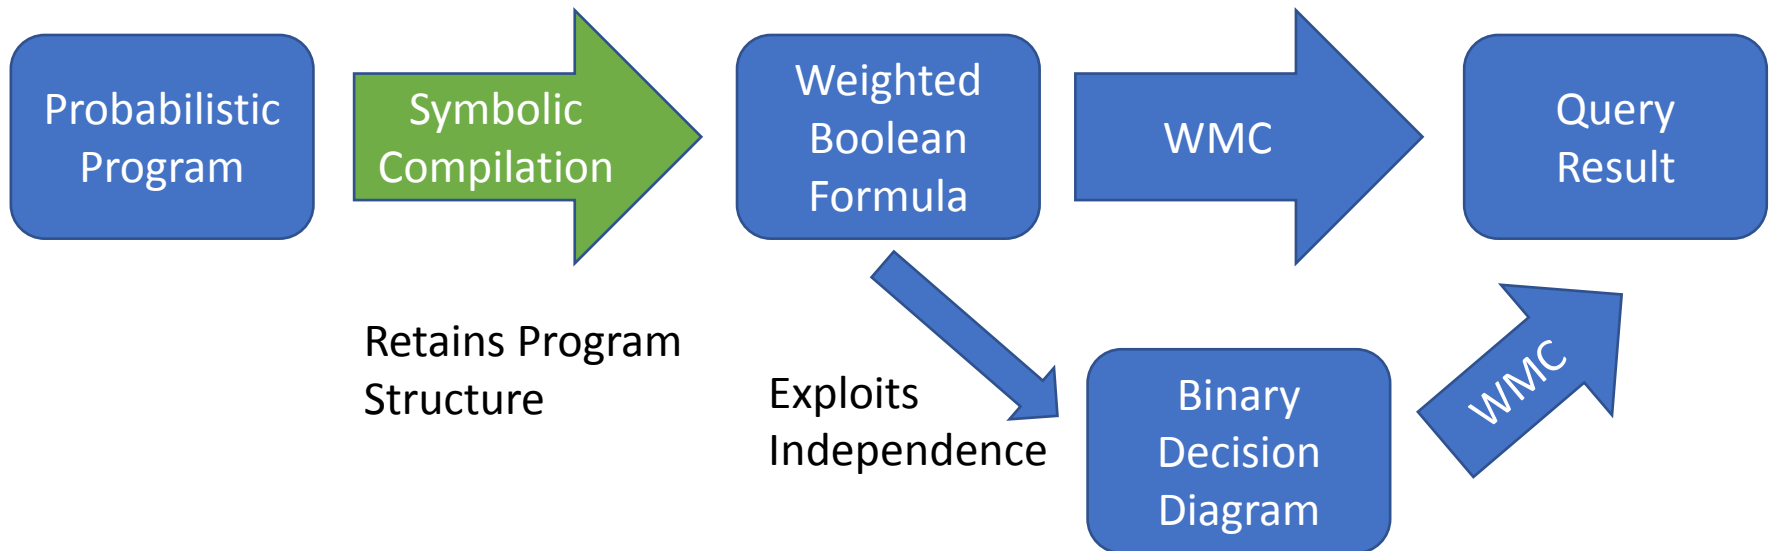 Probabilistic
Program
Symbolic
Compilation
Weighted
Boolean
Formula
WMC
Query
Result
Retains Program
Structure
Exploits
Independence
Binary
Decision
Diagram
WMC